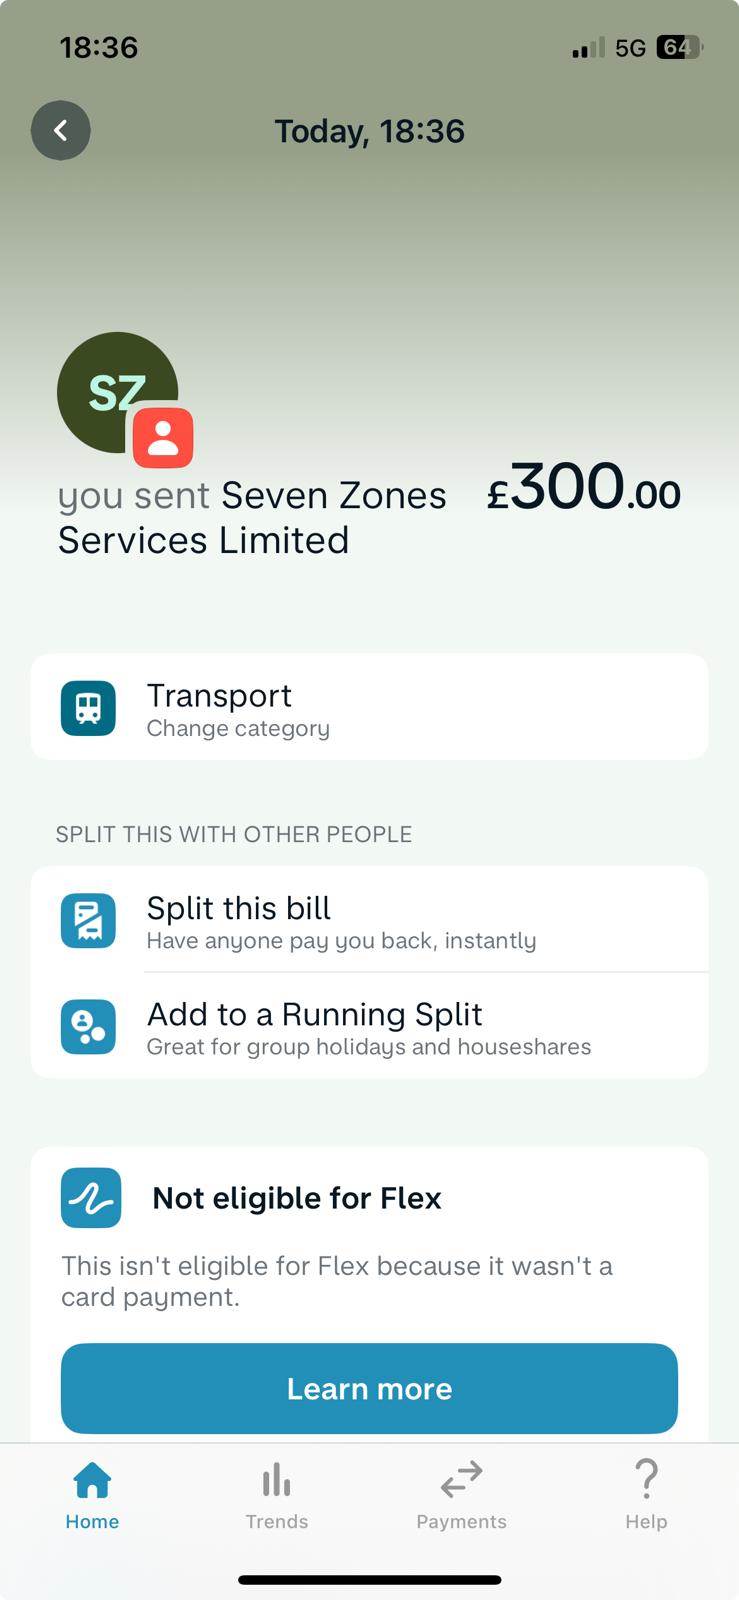 18:36
5G 64
Today, 18:36
SZ
you sent Seven Zones £300.00
Services Limited
Transport
Change category
SPLIT THIS WITH OTHER PEOPLE
Split this bill
Have anyone pay you back, instantly
Add to a Running Split
Great for group holidays and houseshares
Not eligible for Flex
This isn't eligible for Flex because it wasn't a
card payment.
Learn more
Home Trends Payments Help